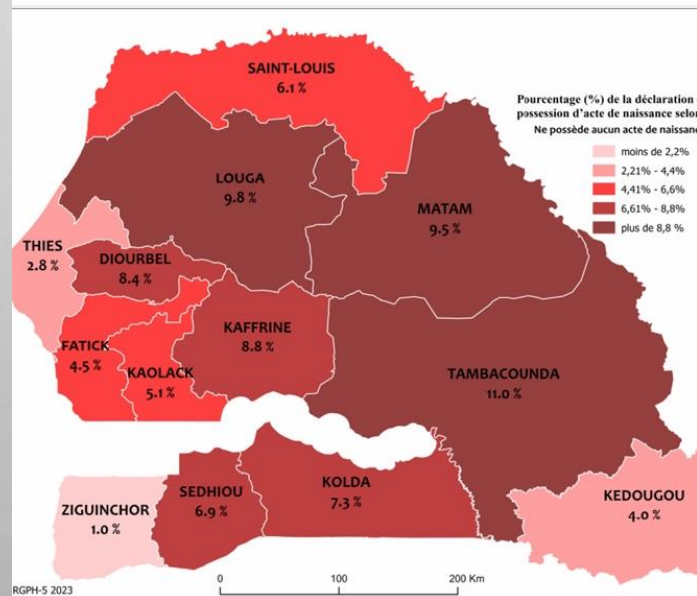 SAINT-LOUIS
6.1 %
Pourcentage (%) de la déclaration
possession d'acte de naissance selon
Ne possède aucun acte de naissance
moins de 2,2%
2,21% - 4,4%
4,41% - 6,6%
6,61% - 8,8%
plus de 8,8 %
LOUGA
9.8 %
MATAM
9.5 %
THIES
2.8 %
DIOURBEL
8.4 %
KAFFRINE
8.8 %
FATICK
4.5 %
KAOLACK
5.1 %
TAMBACOUNDA
11.0 %
KOLDA
7.3 %
SEDHIOU
6.9 %
ZIGUINCHOR
1.0 %
KEDOUGOU
4.0 %
0 100 200 Km
RGPH-5 2023